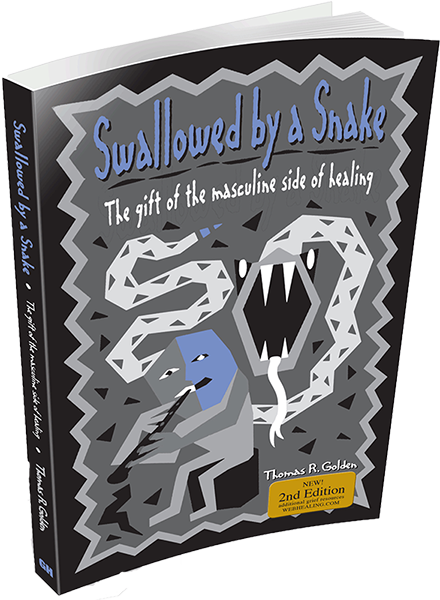 Swallowed by a Snake
The gift of the masculine side of healing
Thomas R. Golden
NEW!
2nd Edition
additional grief resources
WEBHEALING.COM
Swallowed by a Snake • The gift of the masculine side of healing • Thomas R. Golden
GH